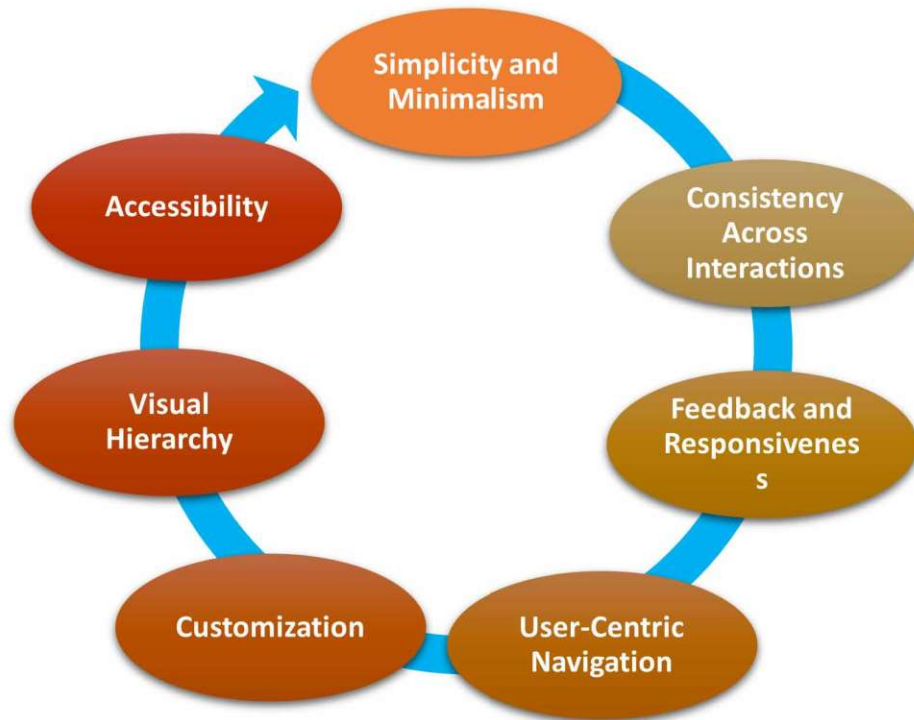 Simplicity and
Minimalism
Consistency
Across
Interactions
Feedback and
Responsivenes
s
User-Centric
Navigation
Customization
Visual
Hierarchy
Accessibility